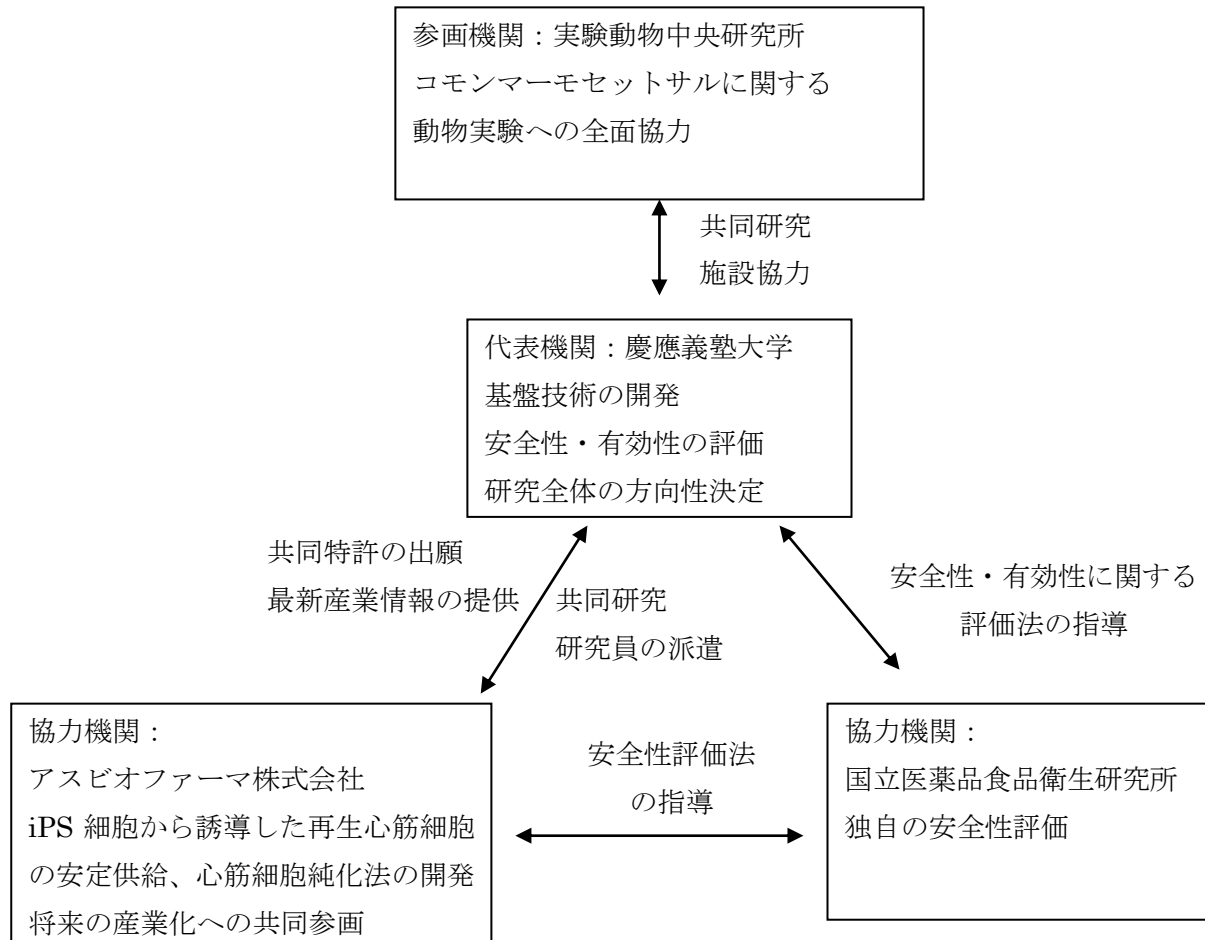 参画機関：実験動物中央研究所
コモンマーモセットサルに関する
動物実験への全面協力
共同研究
施設協力
代表機関：慶應義塾大学
基盤技術の開発
安全性・有効性の評価
研究全体の方向性決定
共同特許の出願
最新産業情報の提供
共同研究
研究員の派遣
安全性・有効性に関する
評価法の指導
協力機関：
アスビオファーマ株式会社
iPS 細胞から誘導した再生心筋細胞
の安定供給、心筋細胞純化法の開発
将来の産業化への共同参画
安全性評価法
の指導
協力機関：
国立医薬品食品衛生研究所
独自の安全性評価